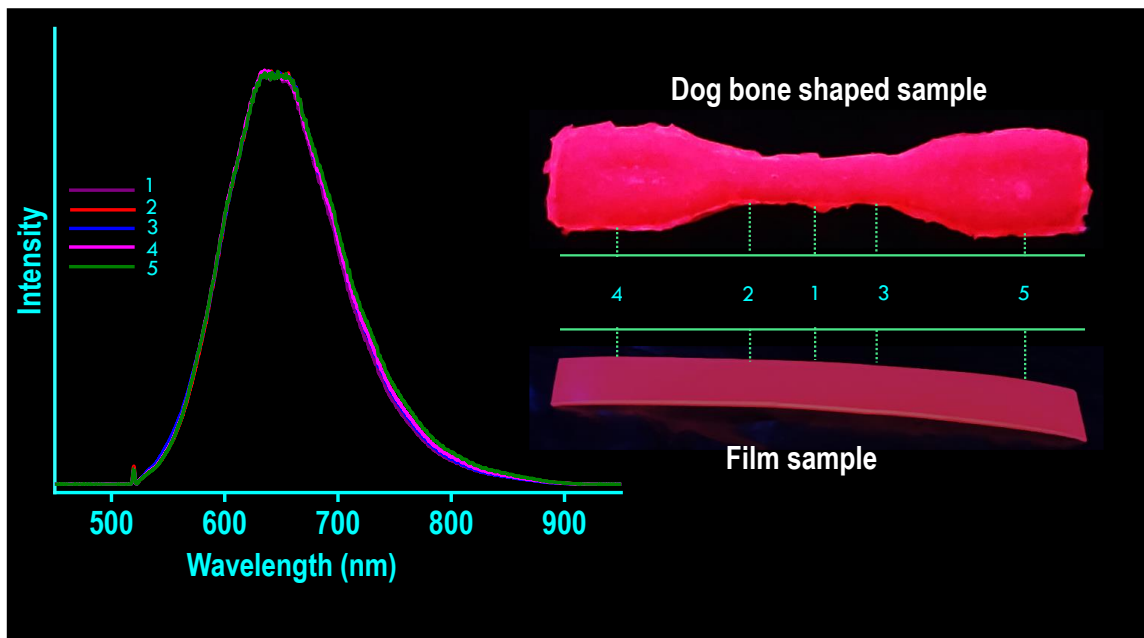 Dog bone shaped sample
Intensity
1
2
3
4
5
4 2 1 3 5
Film sample
500 600 700 800 900
Wavelength (nm)